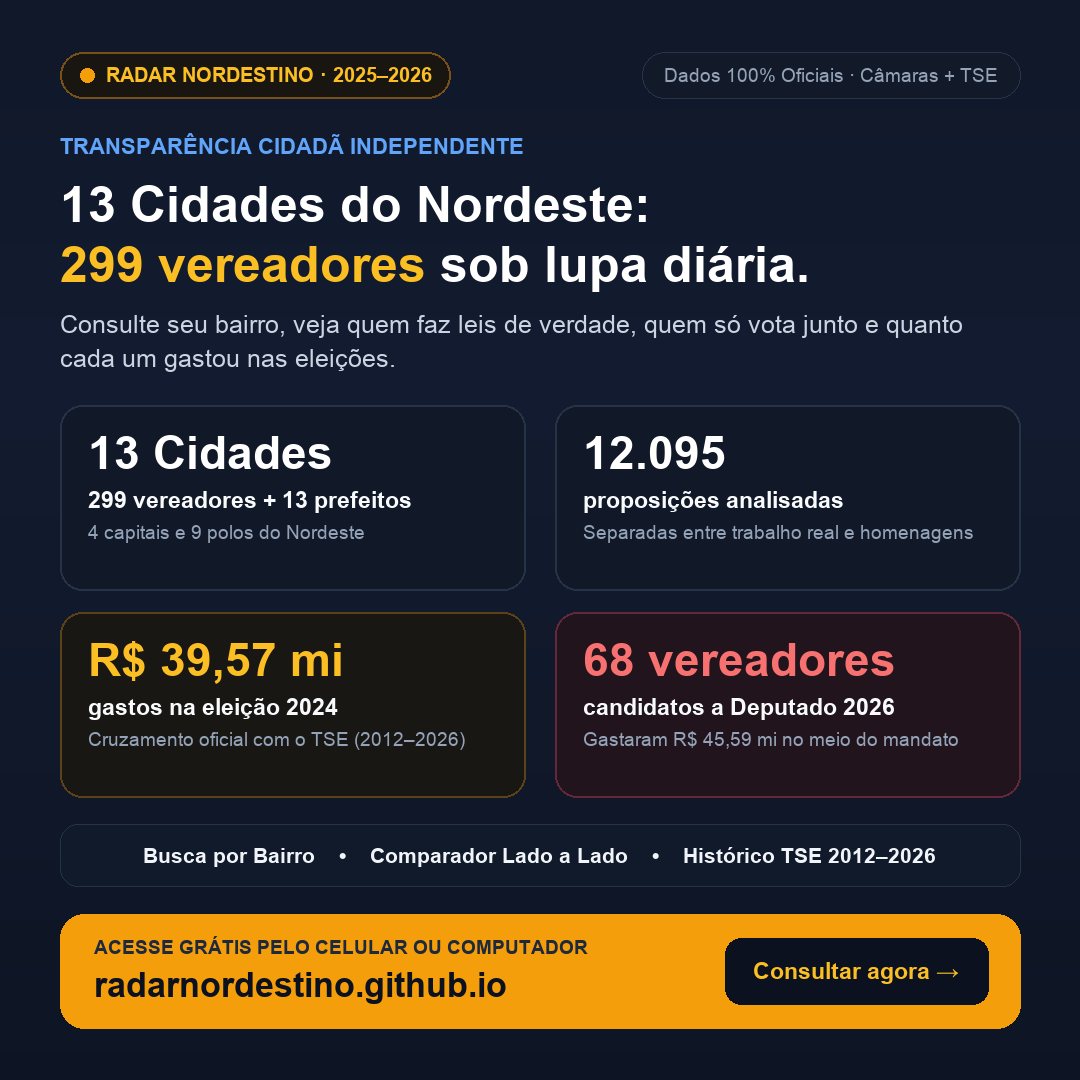 RADAR NORDESTINO · 2025–2026
Dados 100% Oficiais · Câmaras + TSE
TRANSPARÊNCIA CIDADÃ INDEPENDENTE
13 Cidades do Nordeste:
299 vereadores sob lupa diária.
Consulte seu bairro, veja quem faz leis de verdade, quem só vota junto e quanto
cada um gastou nas eleições.
13 Cidades
299 vereadores + 13 prefeitos
4 capitais e 9 polos do Nordeste
12.095
proposições analisadas
Separadas entre trabalho real e homenagens
R$ 39,57 mi
gastos na eleição 2024
Cruzamento oficial com o TSE (2012–2026)
68 vereadores
candidatos a Deputado 2026
Gastaram R$ 45,59 mi no meio do mandato
Busca por Bairro • Comparador Lado a Lado • Histórico TSE 2012–2026
ACESSE GRÁTIS PELO CELULAR OU COMPUTADOR
radarnordestino.github.io
Consultar agora →